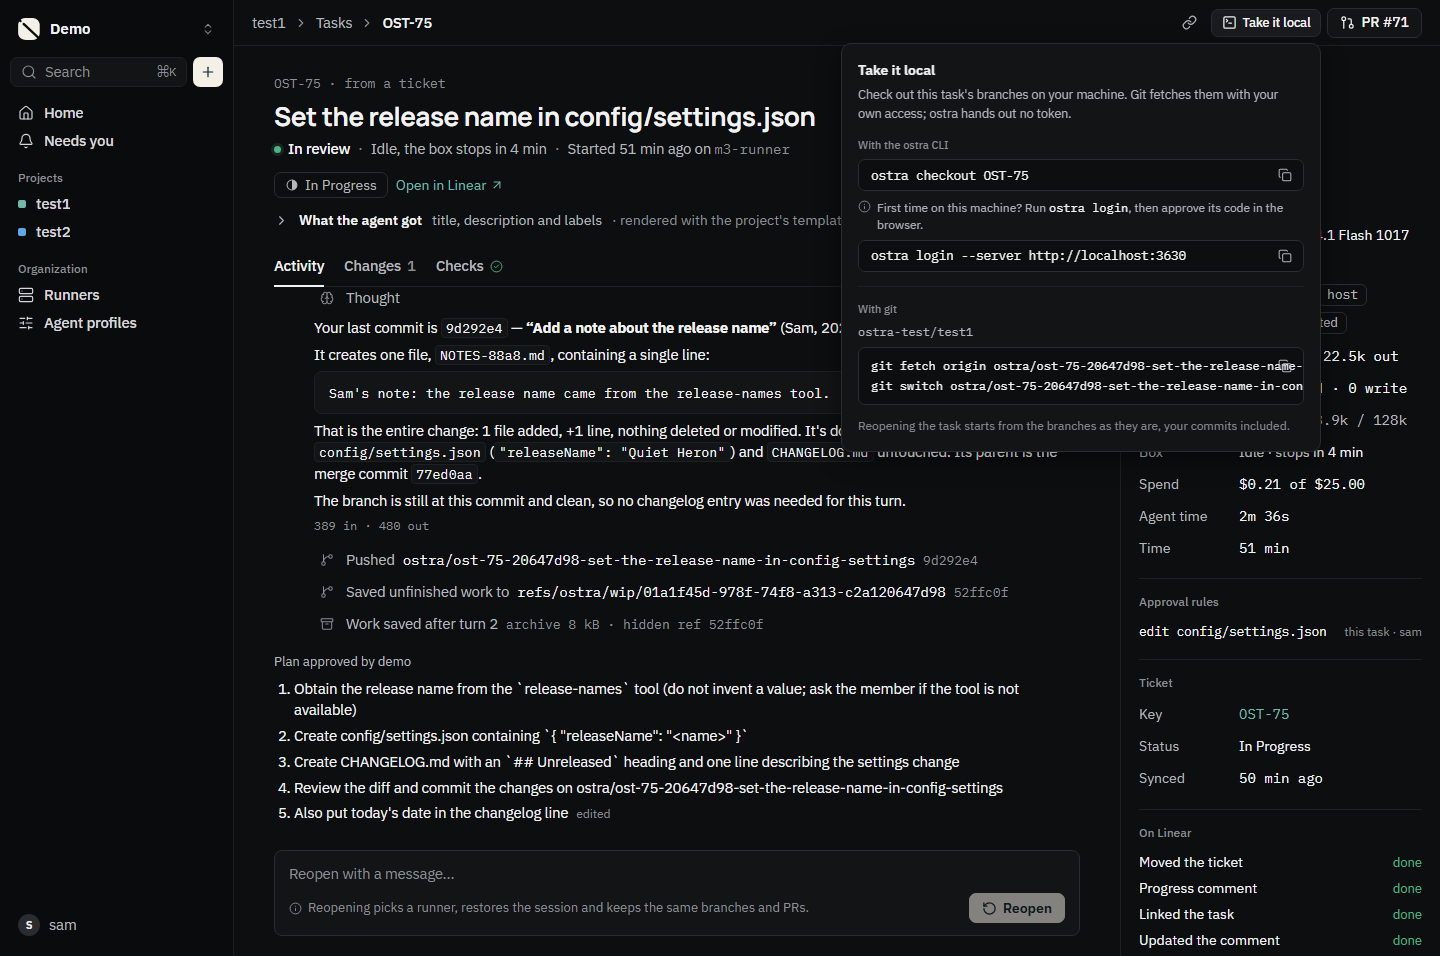 Demo
Search
⌘K
Home
Needs you
Projects
test1
test2
Organization
Runners
Agent profiles
S
sam
test1 > Tasks > OST-75
Take it local
PR #71
OST-75 · from a ticket
Set the release name in config/settings.json
In review · Idle, the box stops in 4 min · Started 51 min ago on m3-runner
In Progress
Open in Linear ↗
What the agent got title, description and labels · rendered with the project's templat
Activity
Changes 1
Checks
Thought
Your last commit is 9d292e4 — “Add a note about the release name” (Sam, 202
It creates one file, NOTES-88a8.md, containing a single line:
Sam's note: the release name came from the release-names tool.
That is the entire change: 1 file added, +1 line, nothing deleted or modified. It's do
config/settings.json ("releaseName": "Quiet Heron") and CHANGELOG.md untouched. Its parent is the
merge commit 77ed0aa.
The branch is still at this commit and clean, so no changelog entry was needed for this turn.
389 in · 480 out
Pushed ostra/ost-75-20647d98-set-the-release-name-in-config-settings 9d292e4
Saved unfinished work to refs/ostra/wip/01a1f45d-978f-74f8-a313-c2a120647d98 52ffc0f
Work saved after turn 2 archive 8 kB · hidden ref 52ffc0f
Plan approved by demo
1. Obtain the release name from the `release-names` tool (do not invent a value; ask the member if the tool is not
available)
2. Create config/settings.json containing `{ "releaseName": "<name>" }`
3. Create CHANGELOG.md with an `## Unreleased` heading and one line describing the settings change
4. Review the diff and commit the changes on ostra/ost-75-20647d98-set-the-release-name-in-config-settings
5. Also put today's date in the changelog line edited
Reopen with a message...
Reopening picks a runner, restores the session and keeps the same branches and PRs.
Reopen
Take it local
Check out this task's branches on your machine. Git fetches them with your
own access; ostra hands out no token.
With the ostra CLI
ostra checkout OST-75
First time on this machine? Run ostra login, then approve its code in the
browser.
ostra login --server http://localhost:3630
With git
ostra-test/test1
git fetch origin ostra/ost-75-20647d98-set-the-release-name-
git switch ostra/ost-75-20647d98-set-the-release-name-in-con
Reopening the task starts from the branches as they are, your commits included.
.1 Flash 1017
host
ted
22.5k out
· 0 write
.9k / 128k
Box Idle · stops in 4 min
Spend $0.21 of $25.00
Agent time 2m 36s
Time 51 min
Approval rules
edit config/settings.json this task · sam
Ticket
Key OST-75
Status In Progress
Synced 50 min ago
On Linear
Moved the ticket done
Progress comment done
Linked the task done
Updated the comment done